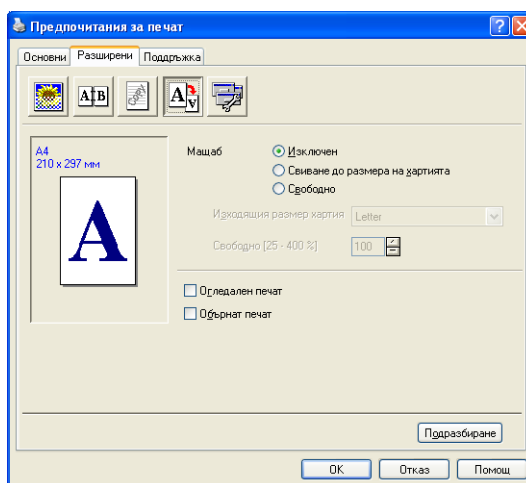 Предпочитания за печат
Основни Разширени Поддръжка
A B
A A
A4
210 x 297 мм
A
Мащаб Изключен
Свиване до размера на хартията
Свободно
Изходящия размер хартия Letter
Свободно [25 - 400 %] 100
Огледален печат
Обърнат печат
Подразбиране
OK Отказ Помощ